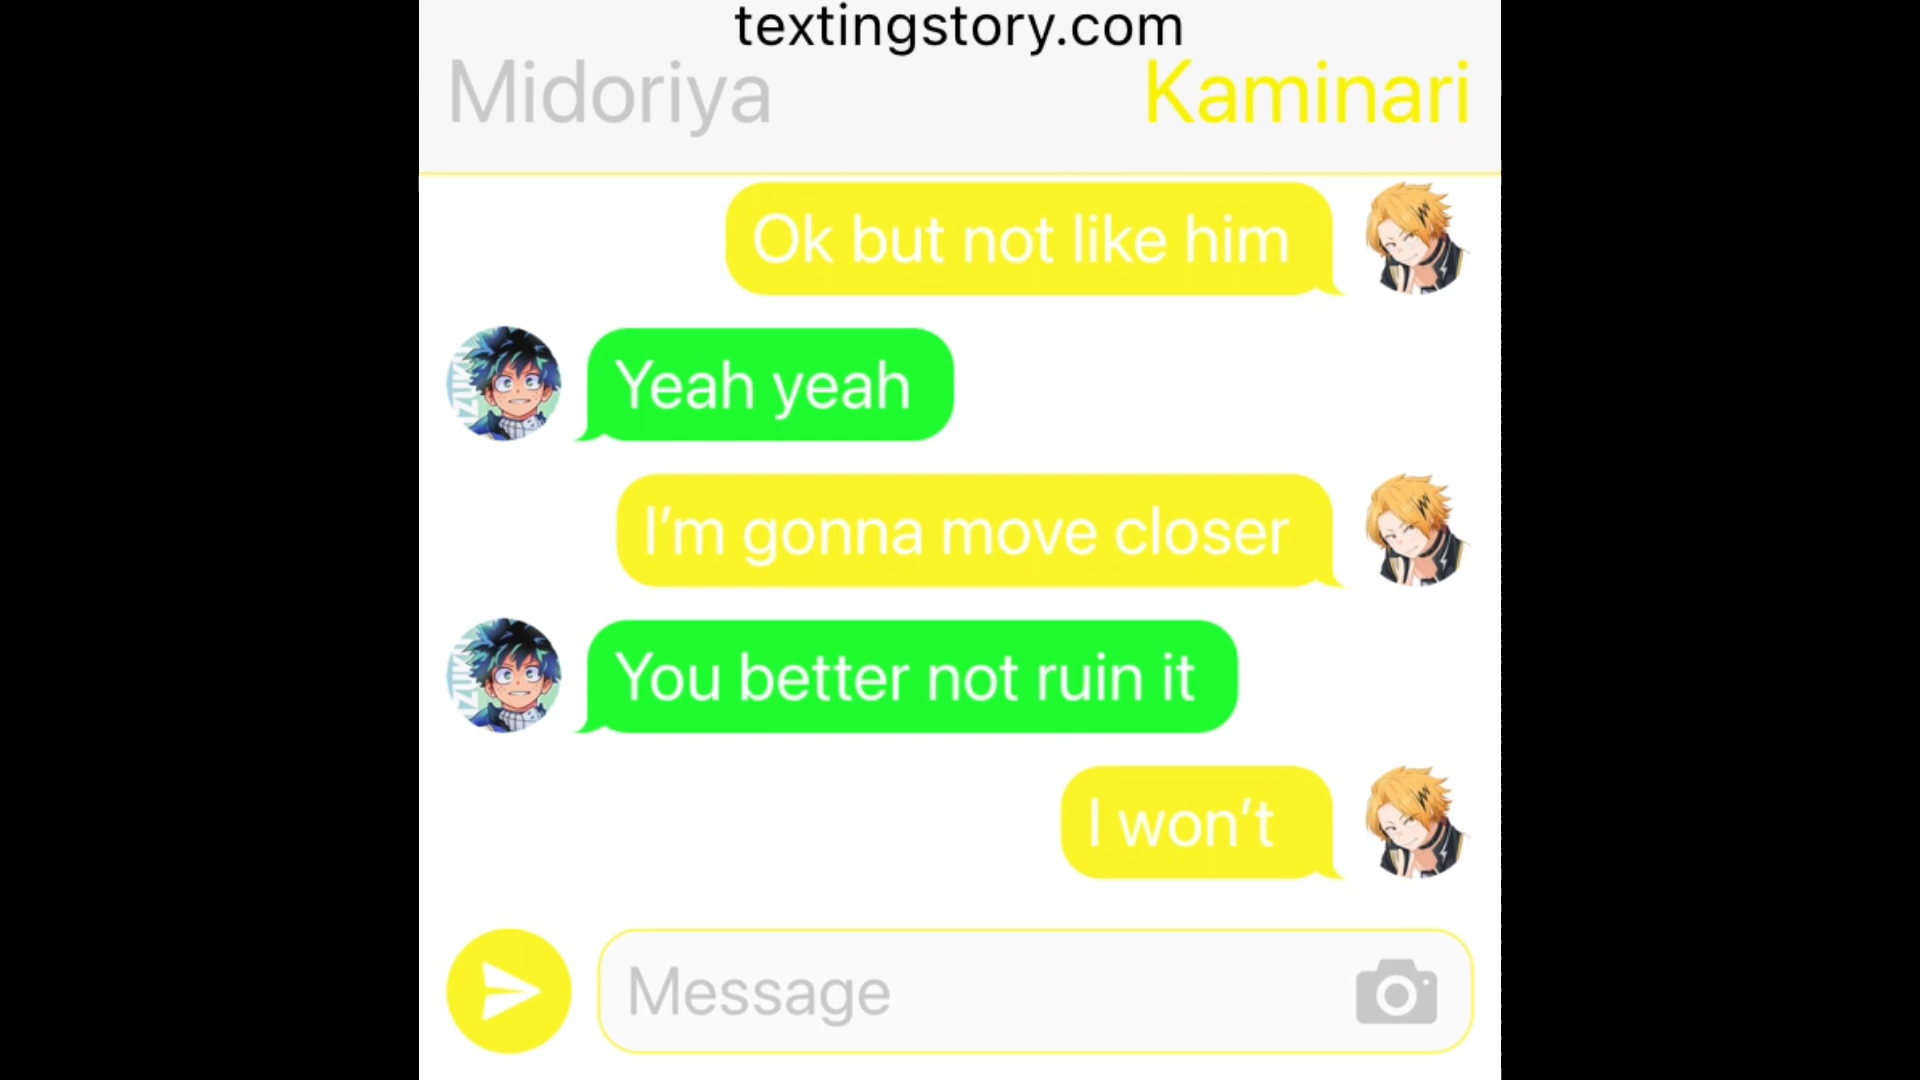 textingstory.com
Midoriya
Kaminari
Ok but not like him
Yeah yeah
I’m gonna move closer
You better not ruin it
I won’t
Message